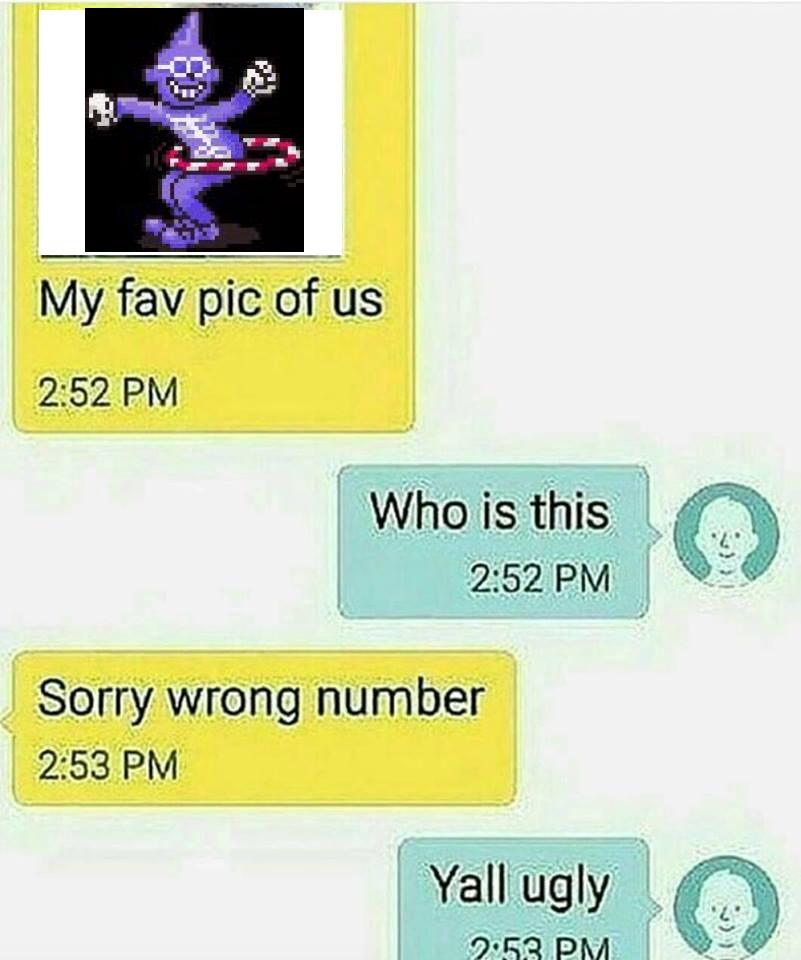 My fav pic of us
2:52 PM
Who is this
2:52 PM
Sorry wrong number
2:53 PM
Yall ugly
2:53 PM